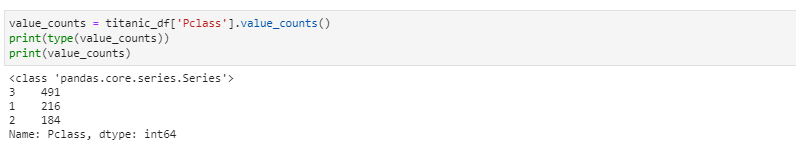 value_counts = titanic_df['Pclass'].value_counts()
print(type(value_counts))
print(value_counts)
<class 'pandas.core.series.Series'>
3    491
1    216
2    184
Name: Pclass, dtype: int64